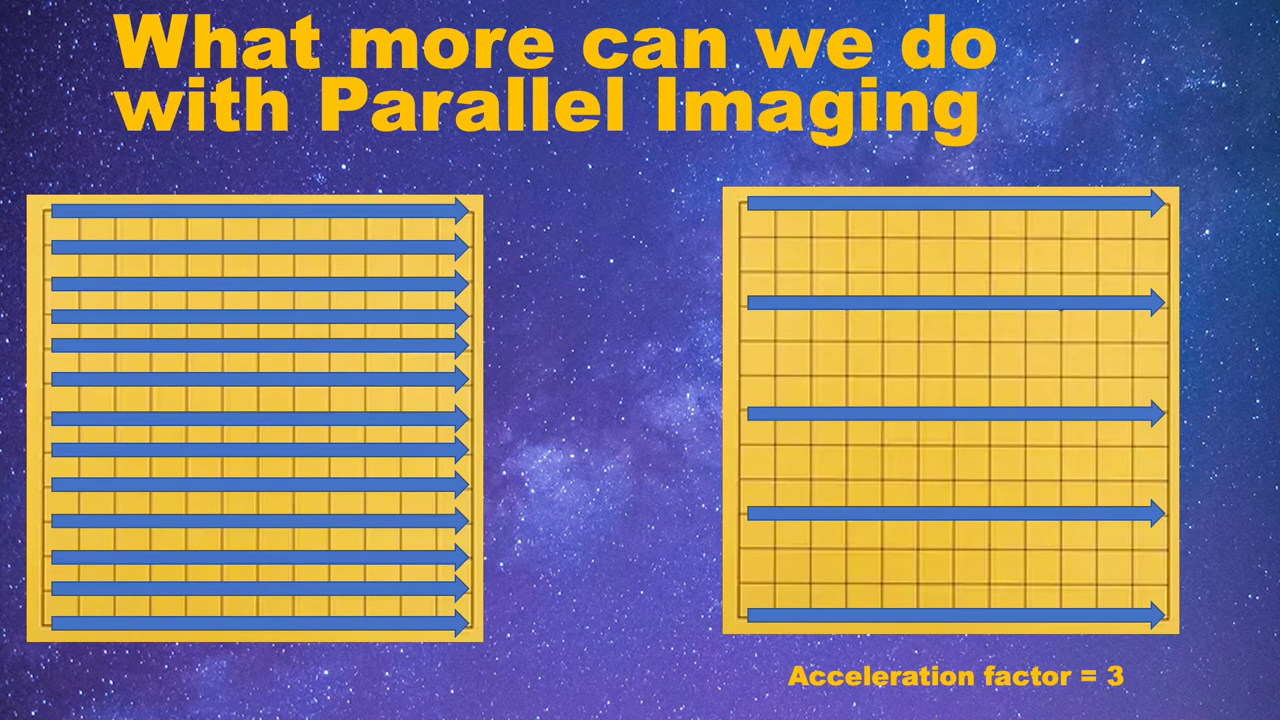 What more can we do
with Parallel Imaging
Acceleration factor = 3